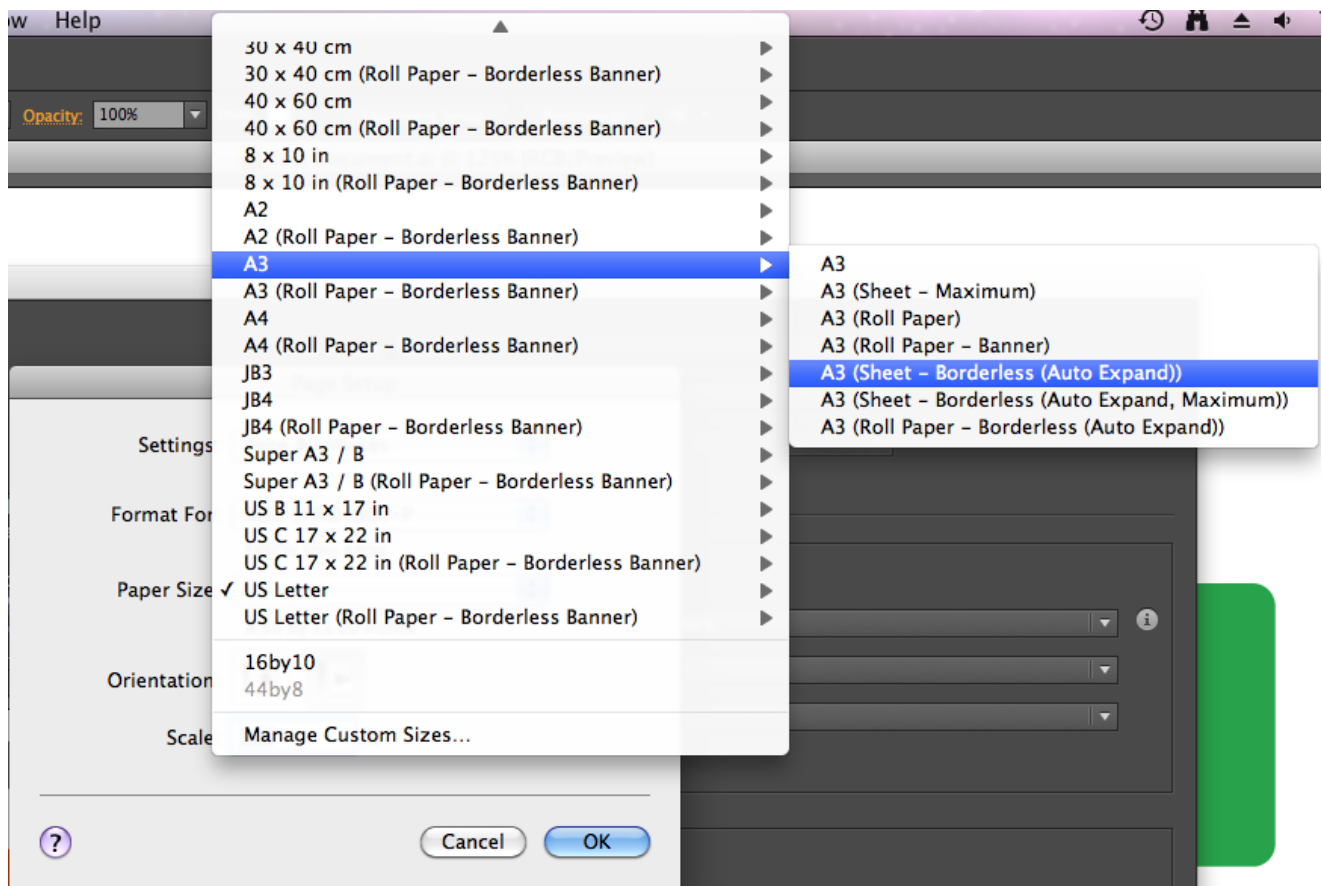 ow Help
Opacity: 100%
30 x 40 cm
30 x 40 cm (Roll Paper – Borderless Banner)
40 x 60 cm
40 x 60 cm (Roll Paper – Borderless Banner)
8 x 10 in
8 x 10 in (Roll Paper – Borderless Banner)
A2
A2 (Roll Paper – Borderless Banner)
A3
A3 (Roll Paper – Borderless Banner)
A4
A4 (Roll Paper – Borderless Banner)
JB3
JB4
JB4 (Roll Paper – Borderless Banner)
Super A3 / B
Super A3 / B (Roll Paper – Borderless Banner)
US B 11 x 17 in
US C 17 x 22 in
US C 17 x 22 in (Roll Paper – Borderless Banner)
✓ US Letter
US Letter (Roll Paper – Borderless Banner)
16by10
44by8
Manage Custom Sizes...
A3
A3 (Sheet – Maximum)
A3 (Roll Paper)
A3 (Roll Paper – Banner)
A3 (Sheet – Borderless (Auto Expand))
A3 (Sheet – Borderless (Auto Expand, Maximum))
A3 (Roll Paper – Borderless (Auto Expand))
Settings
Format For
Paper Size
Orientation
Scale
? Cancel OK